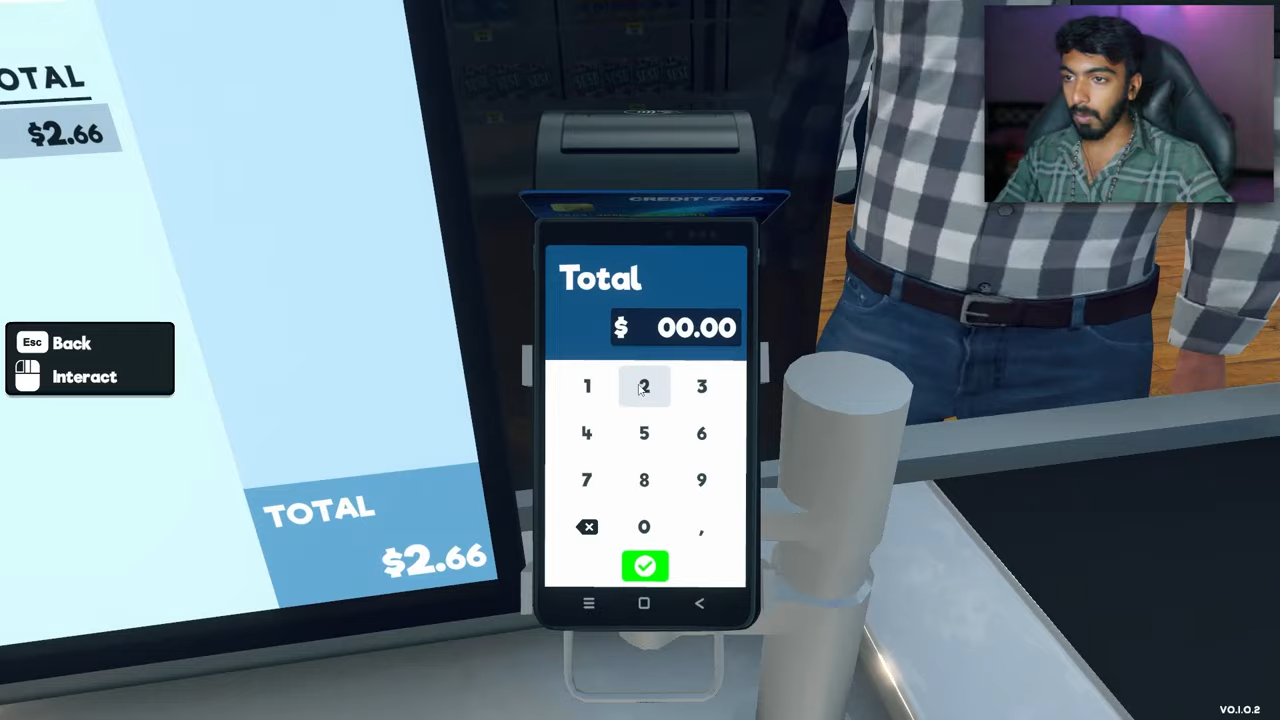 OTAL
$2.66
CREDIT CARD
Total
$ 00.00
Esc Back
Interact
1 2 3
4 5 6
7 8 9
0 ,
TOTAL
$2.66
V0.1.0.2